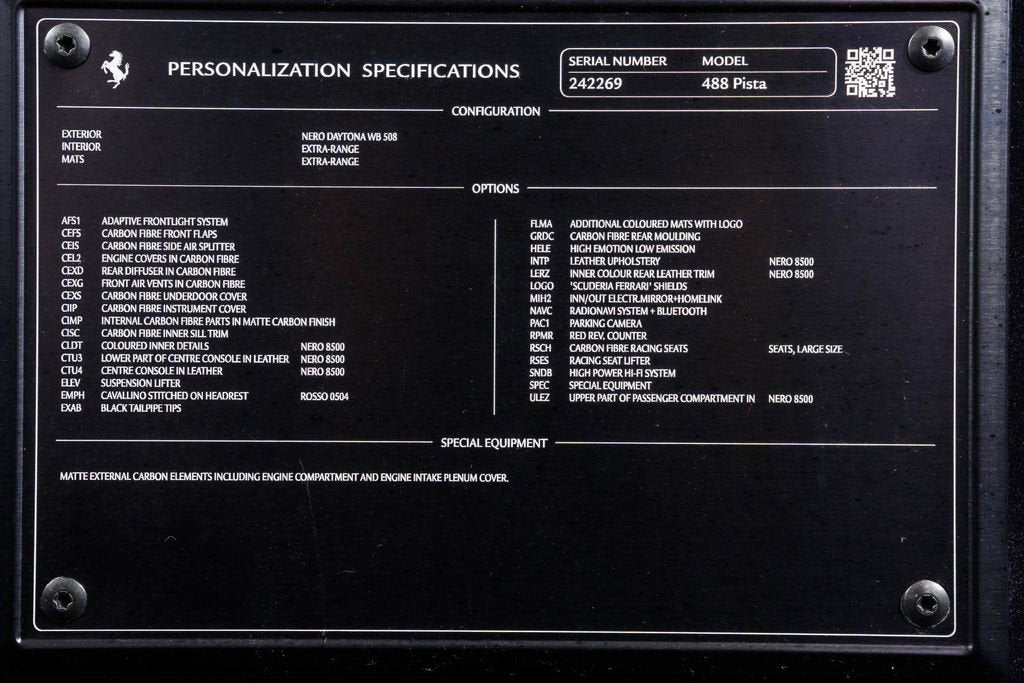 PERSONALIZATION SPECIFICATIONS
SERIAL NUMBER MODEL
242269 488 Pista
CONFIGURATION
EXTERIOR NERO DAYTONA WB 508
INTERIOR EXTRA-RANGE
MATS EXTRA-RANGE
OPTIONS
AFS1 ADAPTIVE FRONTLIGHT SYSTEM
CEFS CARBON FIBRE FRONT FLAPS
CEIS CARBON FIBRE SIDE AIR SPLITTER
CEL2 ENGINE COVERS IN CARBON FIBRE
CEXD REAR DIFFUSER IN CARBON FIBRE
CEXG FRONT AIR VENTS IN CARBON FIBRE
CEXS CARBON FIBRE UNDERDOOR COVER
CIIP CARBON FIBRE INSTRUMENT COVER
CIMP INTERNAL CARBON FIBRE PARTS IN MATTE CARBON FINISH
CISC CARBON FIBRE INNER SILL TRIM
CLDT COLOURED INNER DETAILS NERO 8500
CTU3 LOWER PART OF CENTRE CONSOLE IN LEATHER NERO 8500
CTU4 CENTRE CONSOLE IN LEATHER NERO 8500
ELEV SUSPENSION LIFTER
EMPH CAVALLINO STITCHED ON HEADREST ROSSO 0504
EXAB BLACK TAILPIPE TIPS
FLMA ADDITIONAL COLOURED MATS WITH LOGO
GRDC CARBON FIBRE REAR MOULDING
HELE HIGH EMOTION LOW EMISSION
INTP LEATHER UPHOLSTERY NERO 8500
LERZ INNER COLOUR REAR LEATHER TRIM NERO 8500
LOGO 'SCUDERIA FERRARI' SHIELDS
MIH2 INN/OUT ELECTR.MIRROR+HOMELINK
NAVC RADIONAVI SYSTEM + BLUETOOTH
PAC1 PARKING CAMERA
RPMR RED REV. COUNTER
RSCH CARBON FIBRE RACING SEATS SEATS, LARGE SIZE
RSES RACING SEAT LIFTER
SNDB HIGH POWER HI-FI SYSTEM
SPEC SPECIAL EQUIPMENT
ULEZ UPPER PART OF PASSENGER COMPARTMENT IN NERO 8500
SPECIAL EQUIPMENT
MATTE EXTERNAL CARBON ELEMENTS INCLUDING ENGINE COMPARTMENT AND ENGINE INTAKE PLENUM COVER.